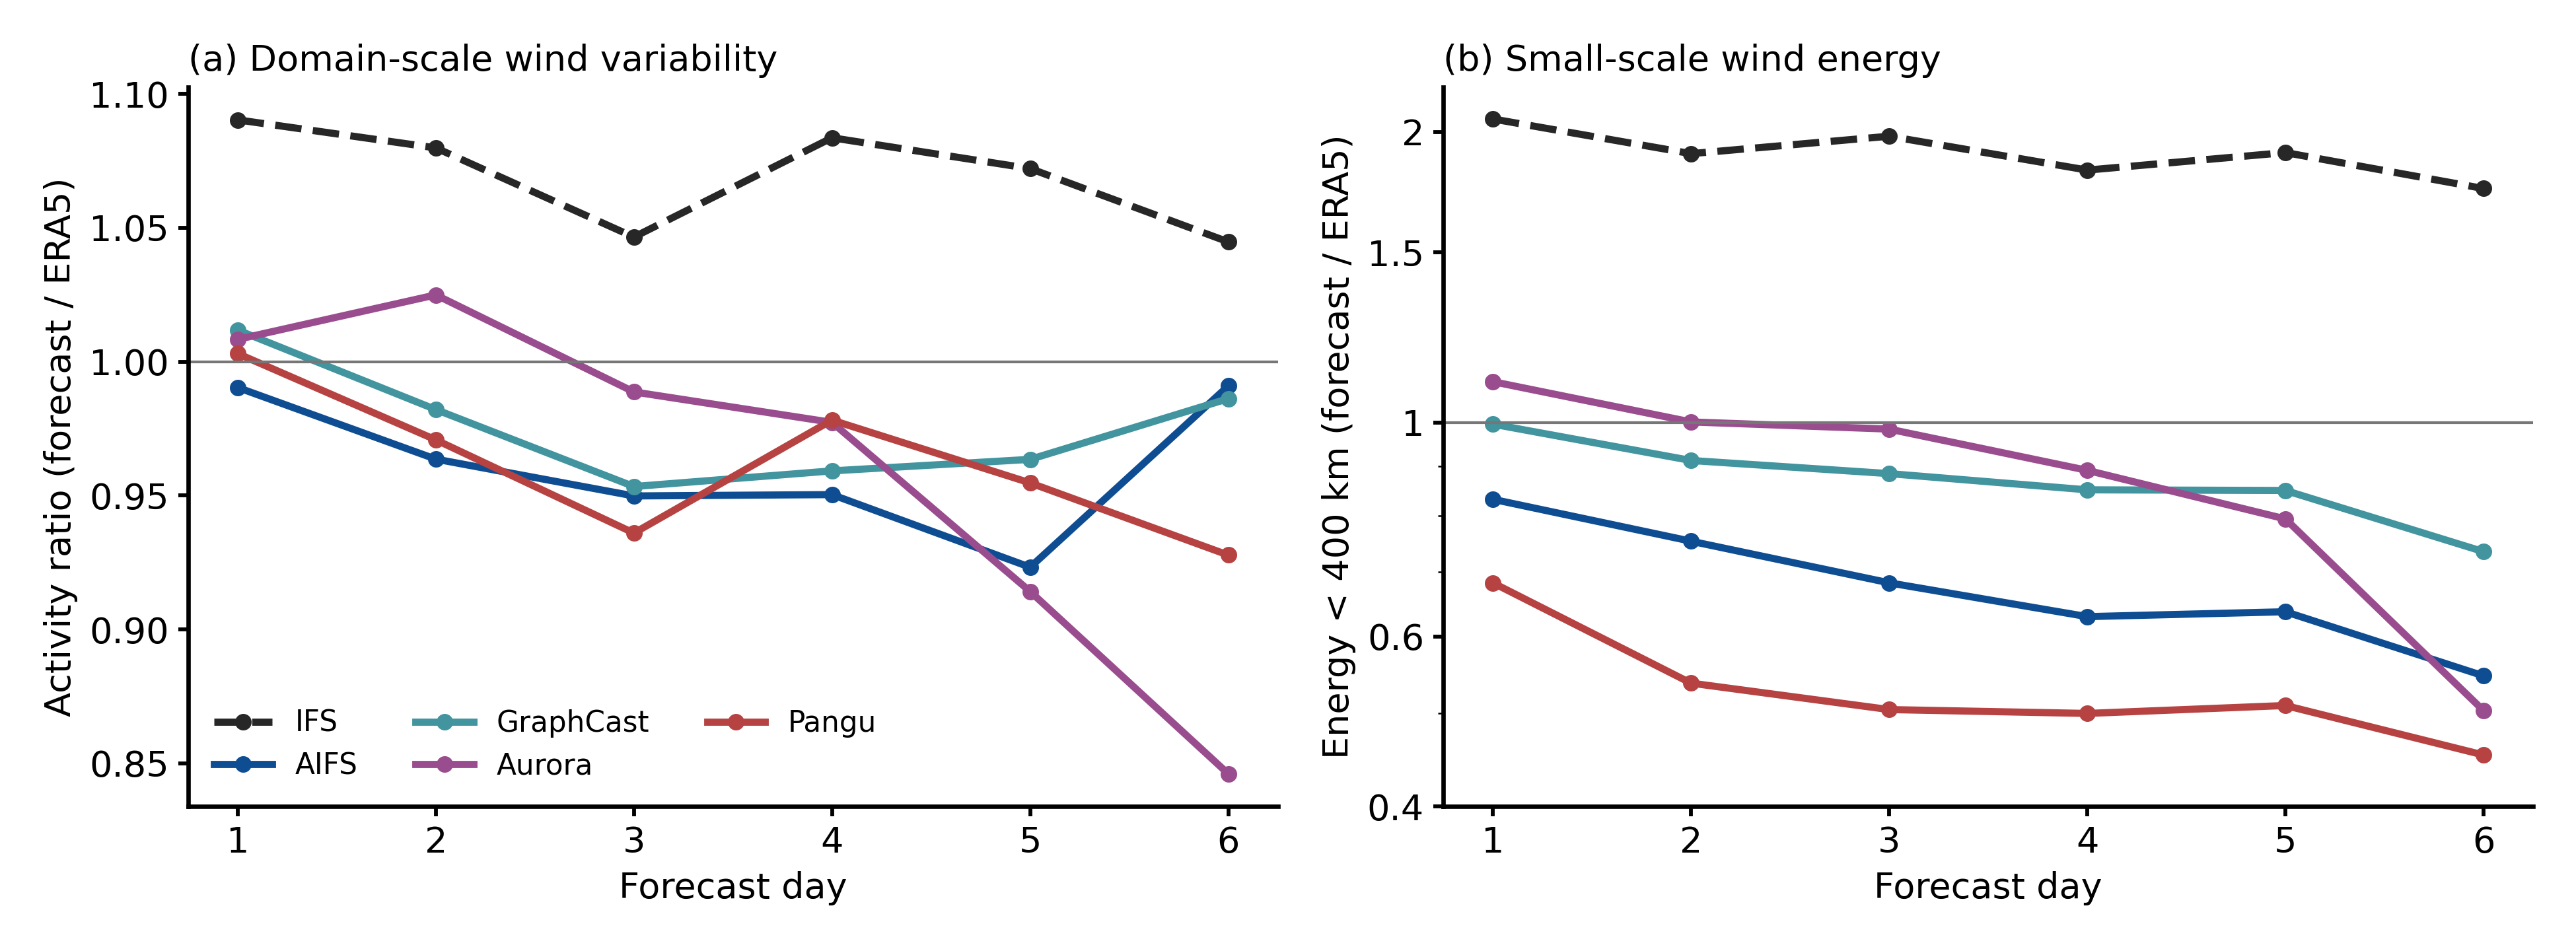 (a) Domain-scale wind variability
Activity ratio (forecast / ERA5)
1.10
1.05
1.00
0.95
0.90
0.85
IFS
AIFS
GraphCast
Aurora
Pangu
1 2 3 4 5 6
Forecast day
(b) Small-scale wind energy
Energy < 400 km (forecast / ERA5)
2
1.5
1
0.6
0.4
1 2 3 4 5 6
Forecast day